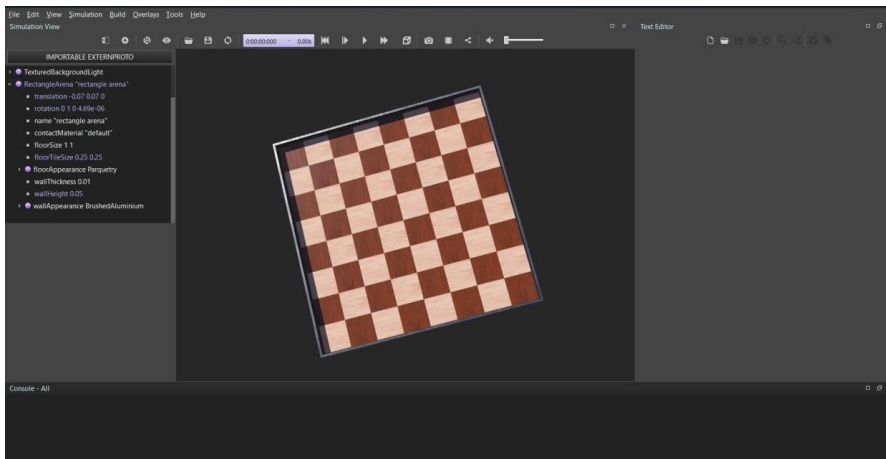 File Edit View Simulation Build Overlays Tools Help
Simulation View
Text Editor
0:00:00:000 - 0.00x
IMPORTABLE EXTERNPROTO
TexturedBackgroundLight
RectangleArena "rectangle arena"
translation -0.07 0.07 0
rotation 0 1 0 4.69e-06
name "rectangle arena"
contactMaterial "default"
floorSize 1 1
floorTileSize 0.25 0.25
floorAppearance Parquetry
wallThickness 0.01
wallHeight 0.05
wallAppearance BrushedAluminium
Console - All